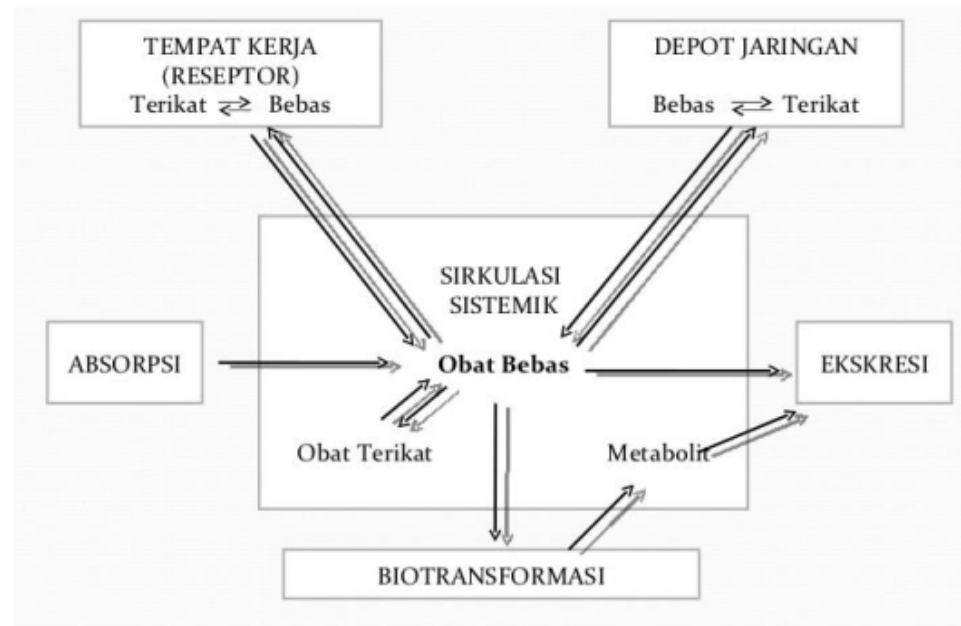 TEMPAT KERJA
(RESEPTOR)
Terikat ⇄ Bebas
DEPOT JARINGAN
Bebas ⇄ Terikat
SIRKULASI
SISTEMIK
ABSORPSI
Obat Bebas
EKSKRESI
Obat Terikat
Metabolit
BIOTRANSFORMASI